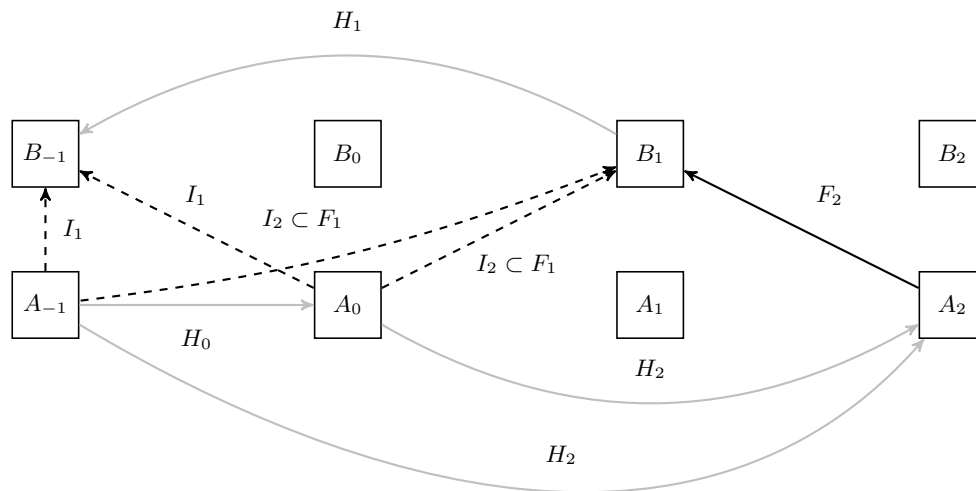 H₁
B₋₁ B₀ B₁ B₂
I₁ F₂
I₂ ⊂ F₁
I₁
I₂ ⊂ F₁
A₋₁ A₀ A₁ A₂
H₀
H₂
H₂